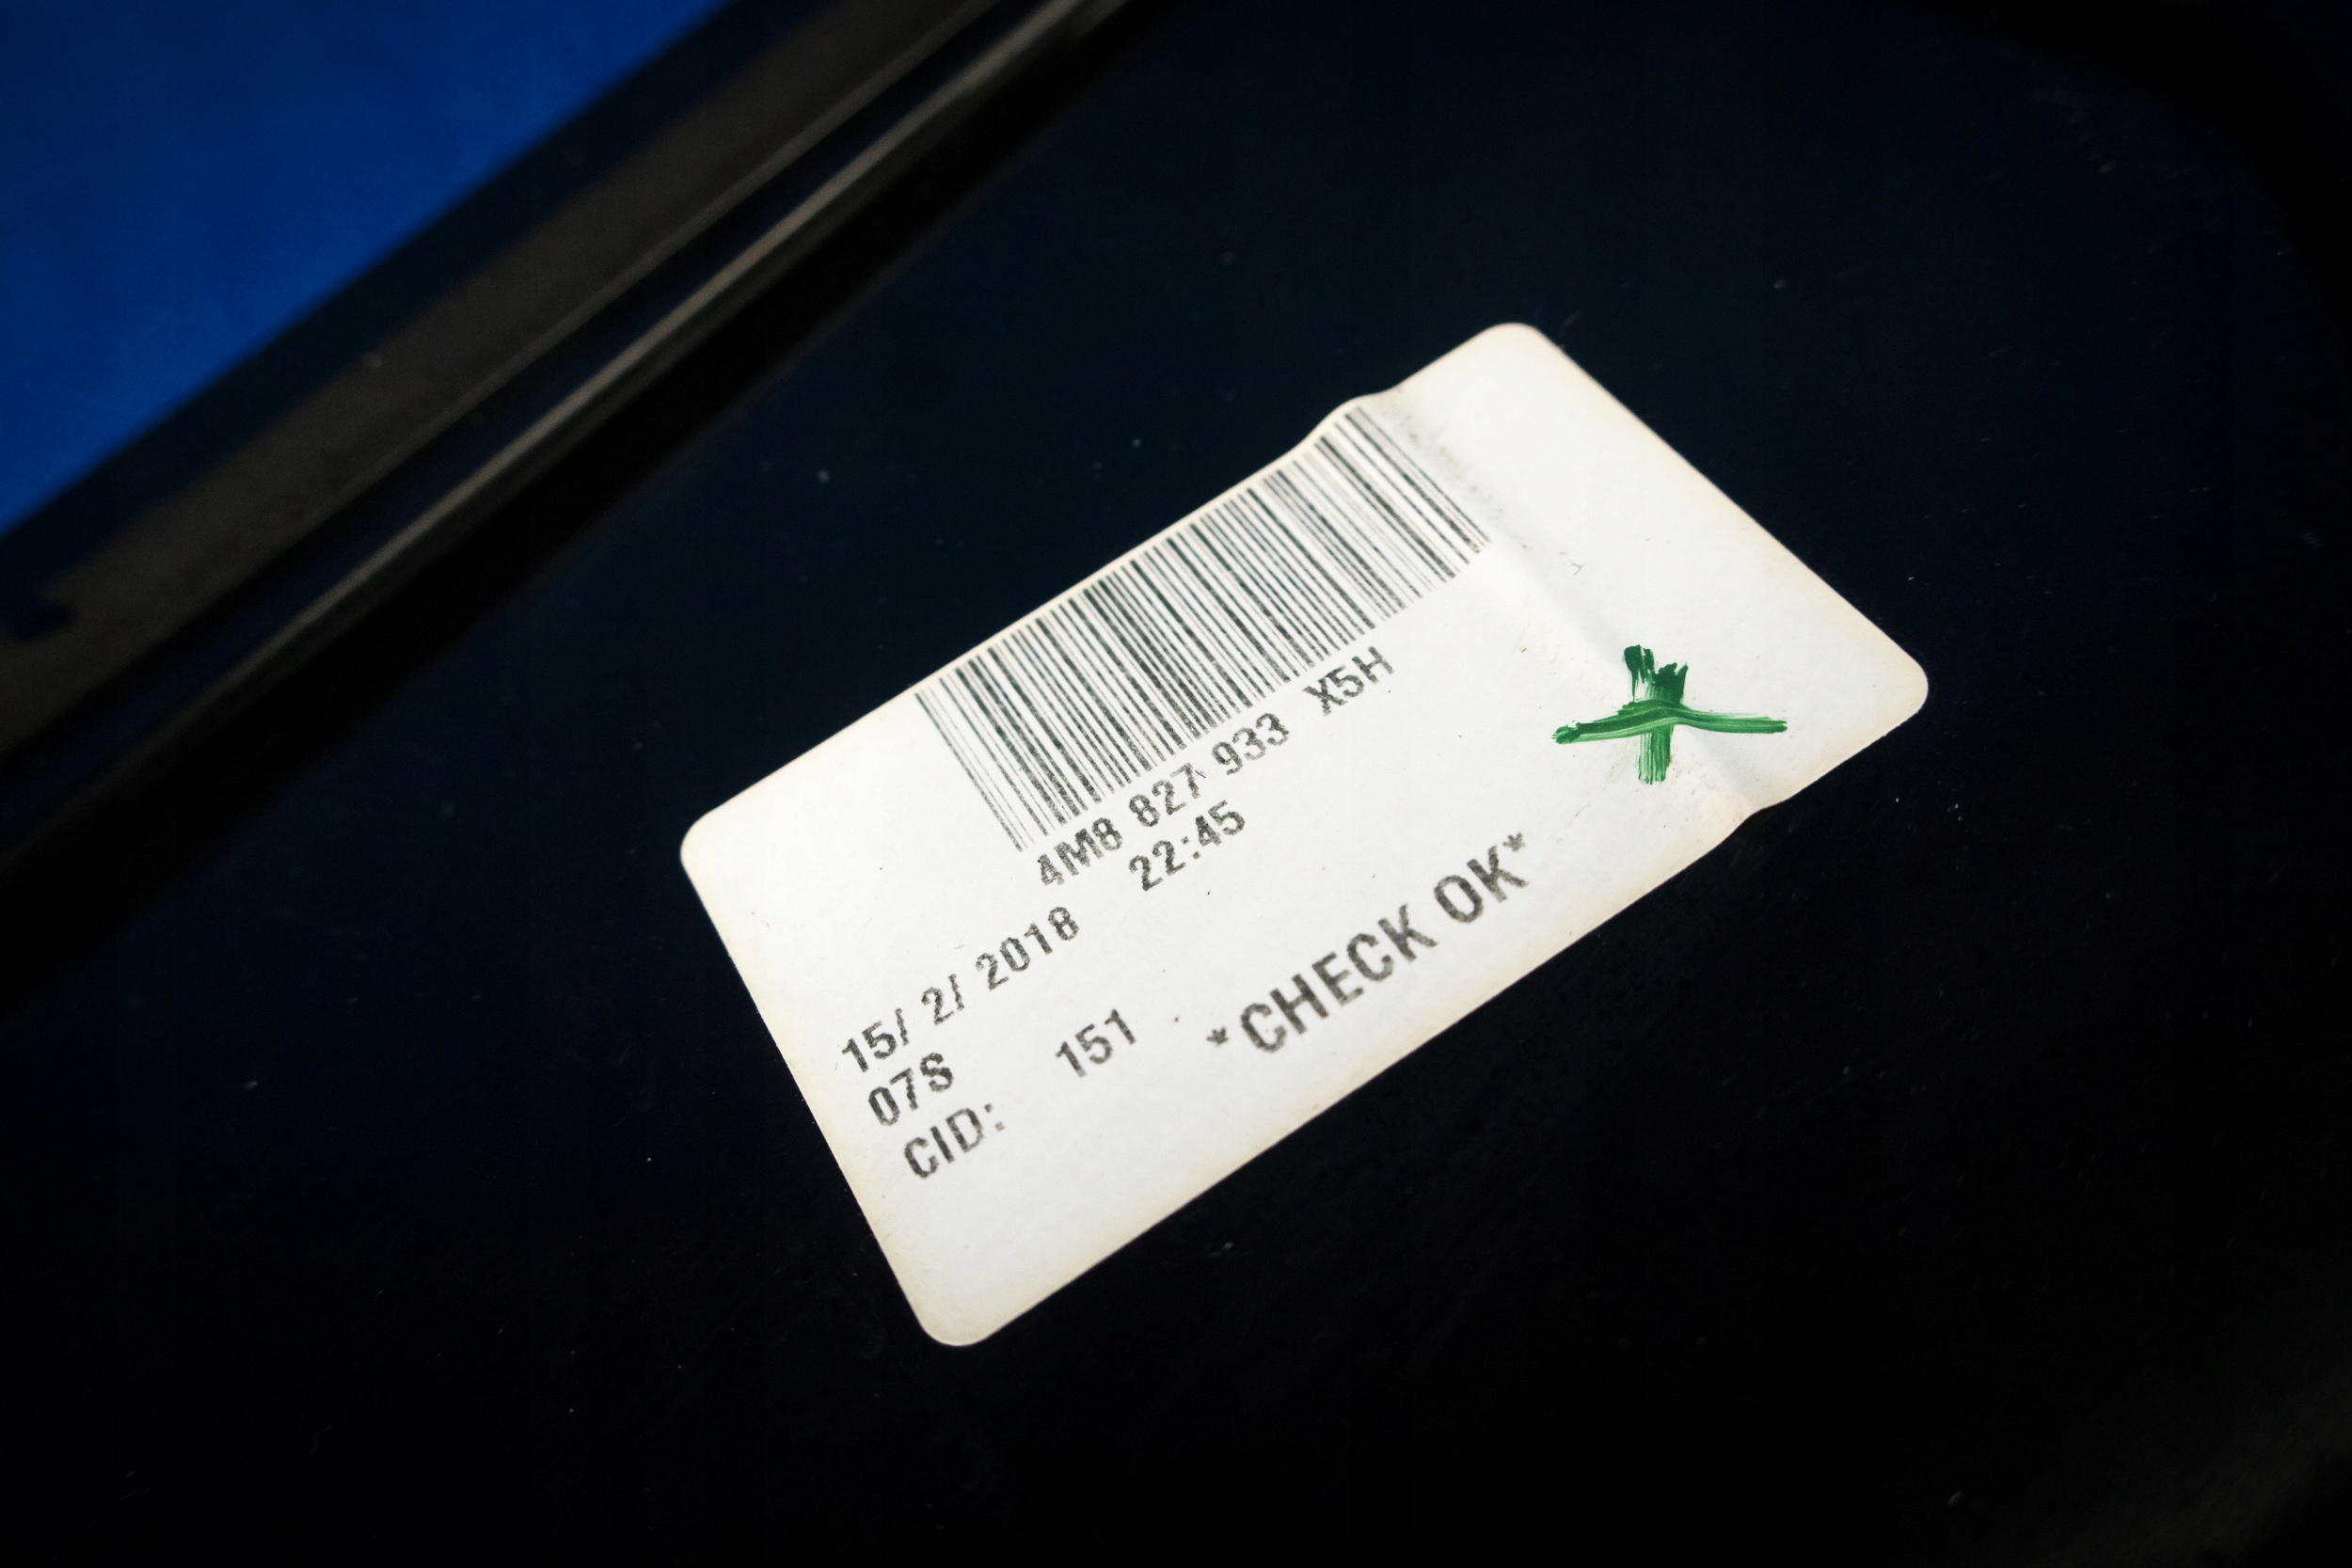 4M8 827 933 X5H
15/ 2/ 2018 22:45
07S
CID: 151 *CHECK OK*